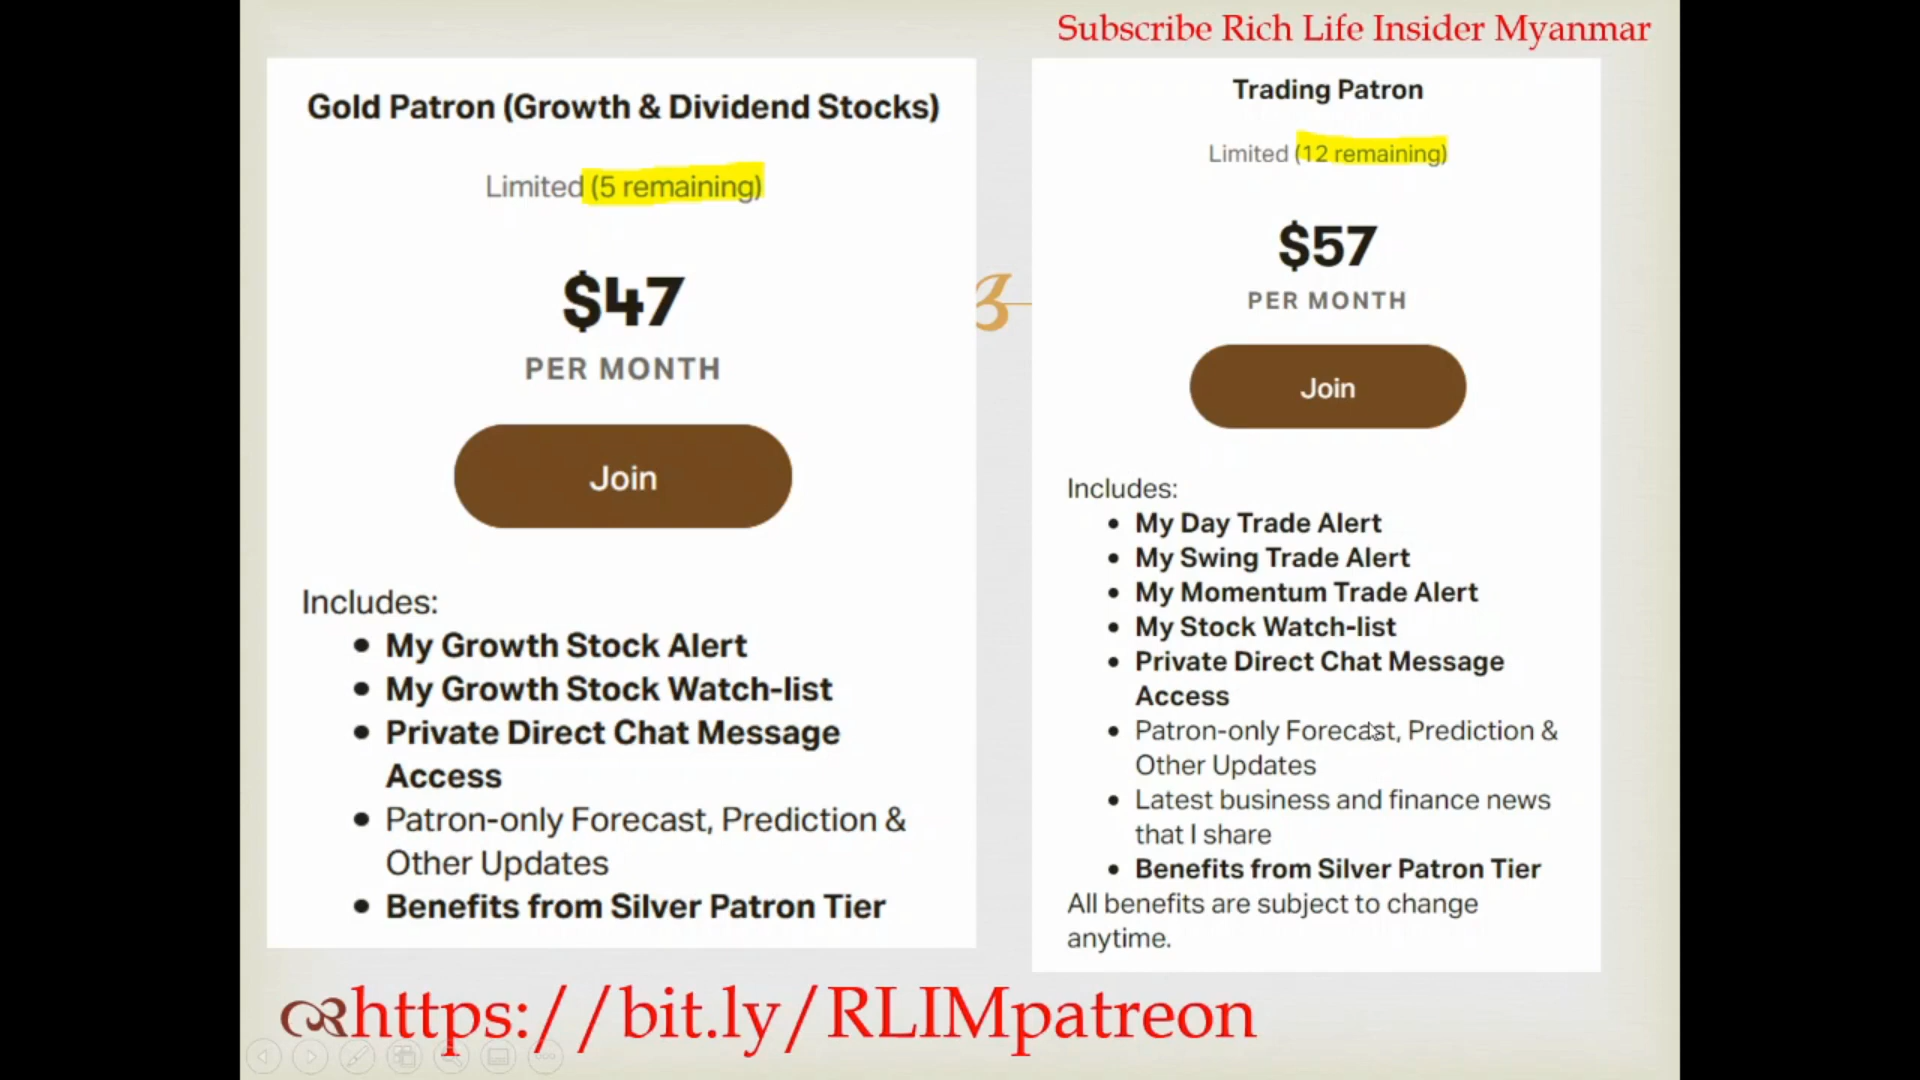 Subscribe Rich Life Insider Myanmar
Gold Patron (Growth & Dividend Stocks)
Limited (5 remaining)
$47
PER MONTH
Join
Includes:
• My Growth Stock Alert
• My Growth Stock Watch-list
• Private Direct Chat Message
Access
• Patron-only Forecast, Prediction &
Other Updates
• Benefits from Silver Patron Tier
Trading Patron
Limited (12 remaining)
$57
PER MONTH
Join
Includes:
• My Day Trade Alert
• My Swing Trade Alert
• My Momentum Trade Alert
• My Stock Watch-list
• Private Direct Chat Message
Access
• Patron-only Forecast, Prediction &
Other Updates
• Latest business and finance news
that I share
• Benefits from Silver Patron Tier
All benefits are subject to change
anytime.
https://bit.ly/RLIMpatreon